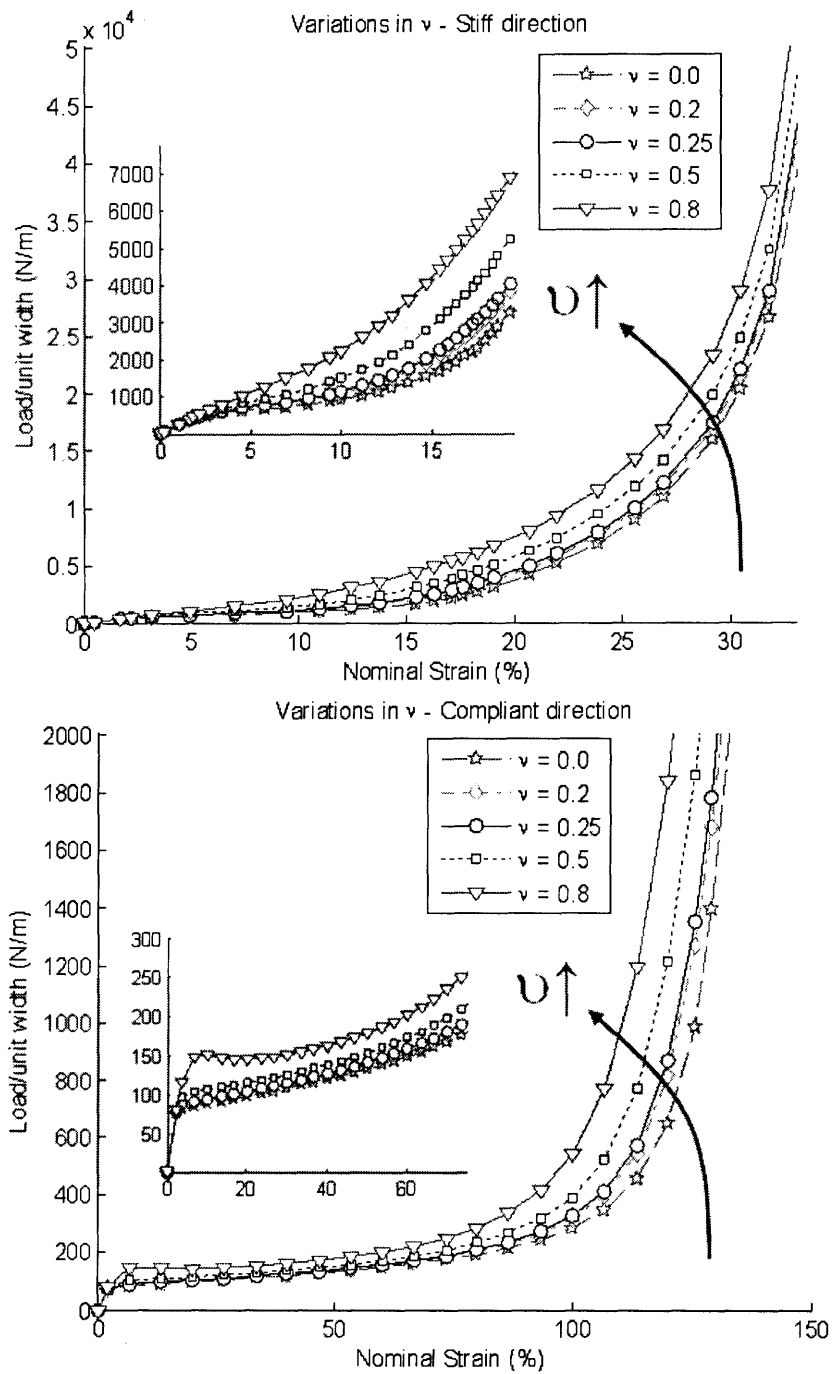 Variations in ν - Stiff direction
x 10⁴
5
4.5
4
3.5
3
2.5
2
1.5
1
0.5
0
Load/unit width (N/m)
ν = 0.0
ν = 0.2
ν = 0.25
ν = 0.5
ν = 0.8
7000
6000
5000
4000
3000
2000
1000
0 5 10 15
υ↑
0 5 10 15 20 25 30
Nominal Strain (%)
Variations in ν - Compliant direction
2000
1800
1600
1400
1200
1000
800
600
400
200
0
Load/unit width (N/m)
ν = 0.0
ν = 0.2
ν = 0.25
ν = 0.5
ν = 0.8
300
250
200
150
100
50
0 20 40 60
υ↑
0 50 100 150
Nominal Strain (%)